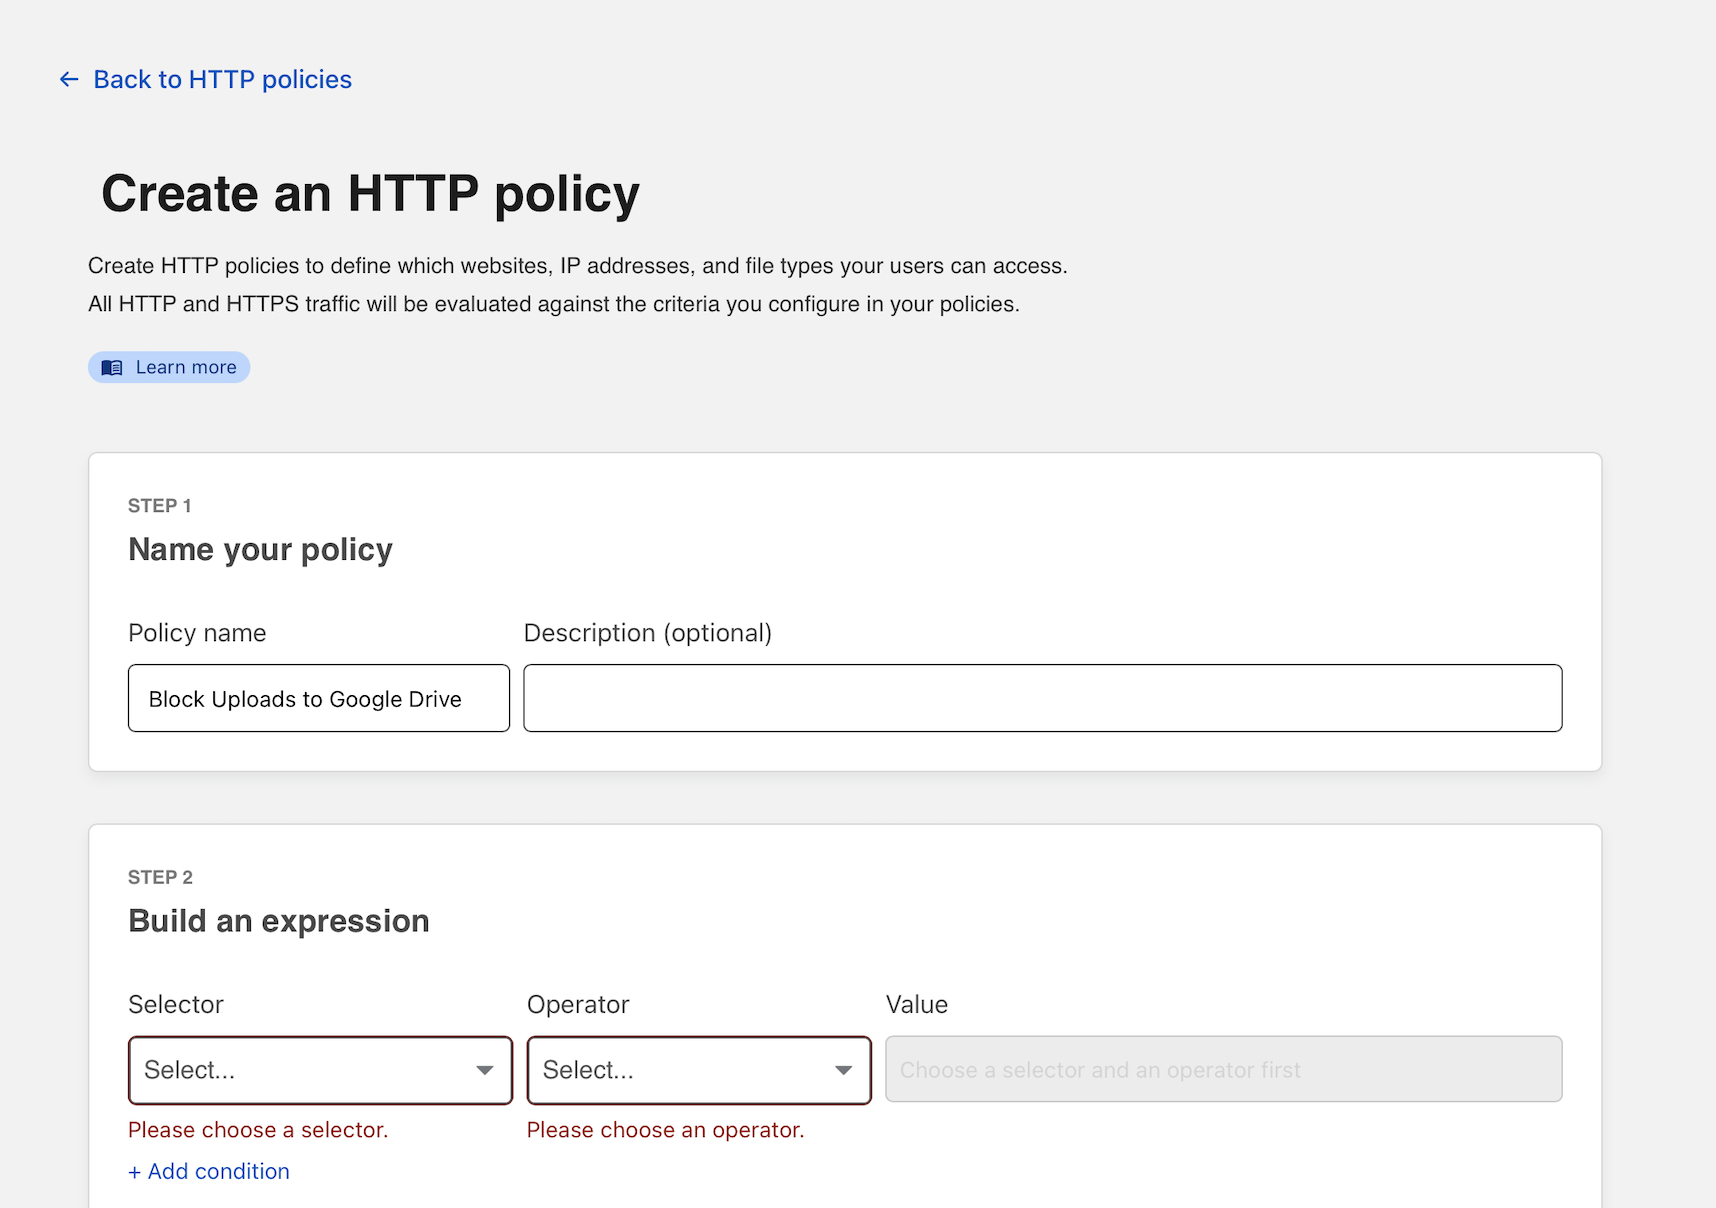 ← Back to HTTP policies
Create an HTTP policy
Create HTTP policies to define which websites, IP addresses, and file types your users can access.
All HTTP and HTTPS traffic will be evaluated against the criteria you configure in your policies.
Learn more
STEP 1
Name your policy
Policy name
Description (optional)
Block Uploads to Google Drive
STEP 2
Build an expression
Selector
Operator
Value
Select...
Select...
Choose a selector and an operator first
Please choose a selector.
Please choose an operator.
+ Add condition